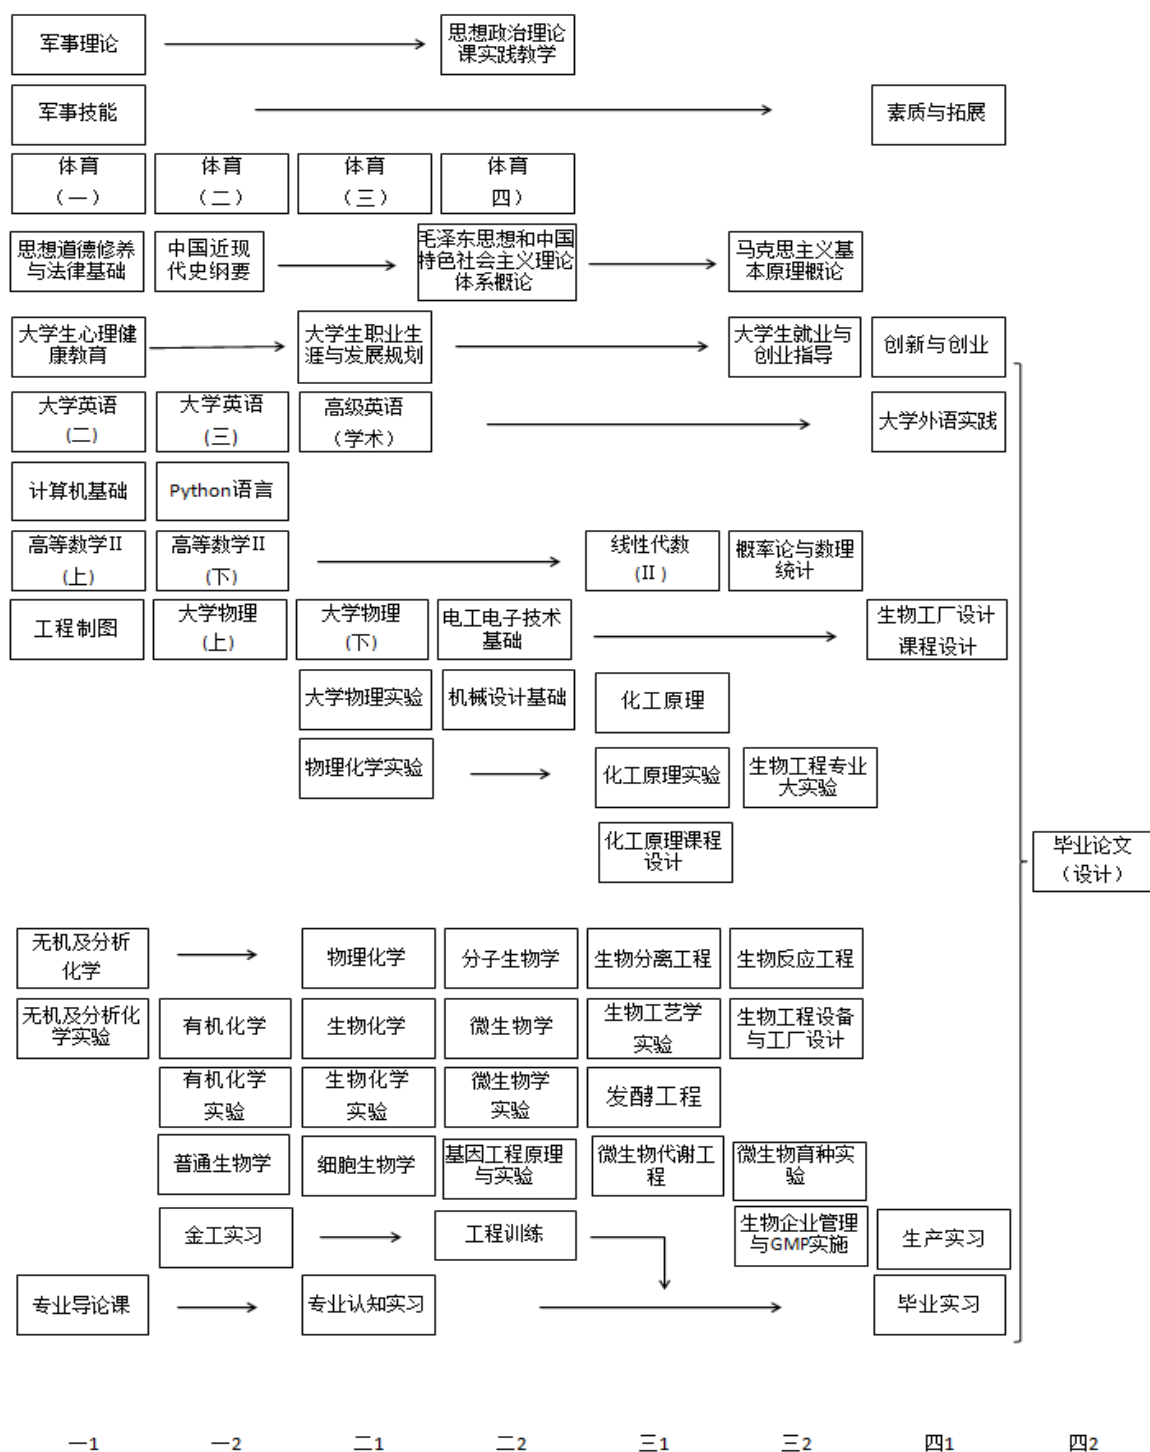 军事理论
思想政治理论
课实践教学
军事技能
素质与拓展
体育
（一）
体育
（二）
体育
（三）
体育
四）
思想道德修养
与法律基础
中国近现
代史纲要
毛泽东思想和中国
特色社会主义理论
体系概论
马克思主义基
本原理概论
大学生心理健
康教育
大学生职业生
涯与发展规划
大学生就业与
创业指导
创新与创业
大学英语
(二)
大学英语
(三)
高级英语
（学术）
大学外语实践
计算机基础
Python语言
高等数学II
(上)
高等数学II
(下)
线性代数
(II)
概率论与数理
统计
工程制图
大学物理
(上)
大学物理
(下)
电工电子技术
基础
生物工厂设计
课程设计
大学物理实验
机械设计基础
化工原理
物理化学实验
化工原理实验
生物工程专业
大实验
化工原理课程
设计
毕业论文
（设计）
无机及分析
化学
物理化学
分子生物学
生物分离工程
生物反应工程
无机及分析化
学实验
有机化学
生物化学
微生物学
生物工艺学
实验
生物工程设备
与工厂设计
有机化学
实验
生物化学
实验
微生物学
实验
发酵工程
普通生物学
细胞生物学
基因工程原理
与实验
微生物代谢工
程
微生物育种实
验
金工实习
工程训练
生物企业管理
与GMP实施
生产实习
专业导论课
专业认知实习
毕业实习
一1
一2
二1
二2
三1
三2
四1
四2